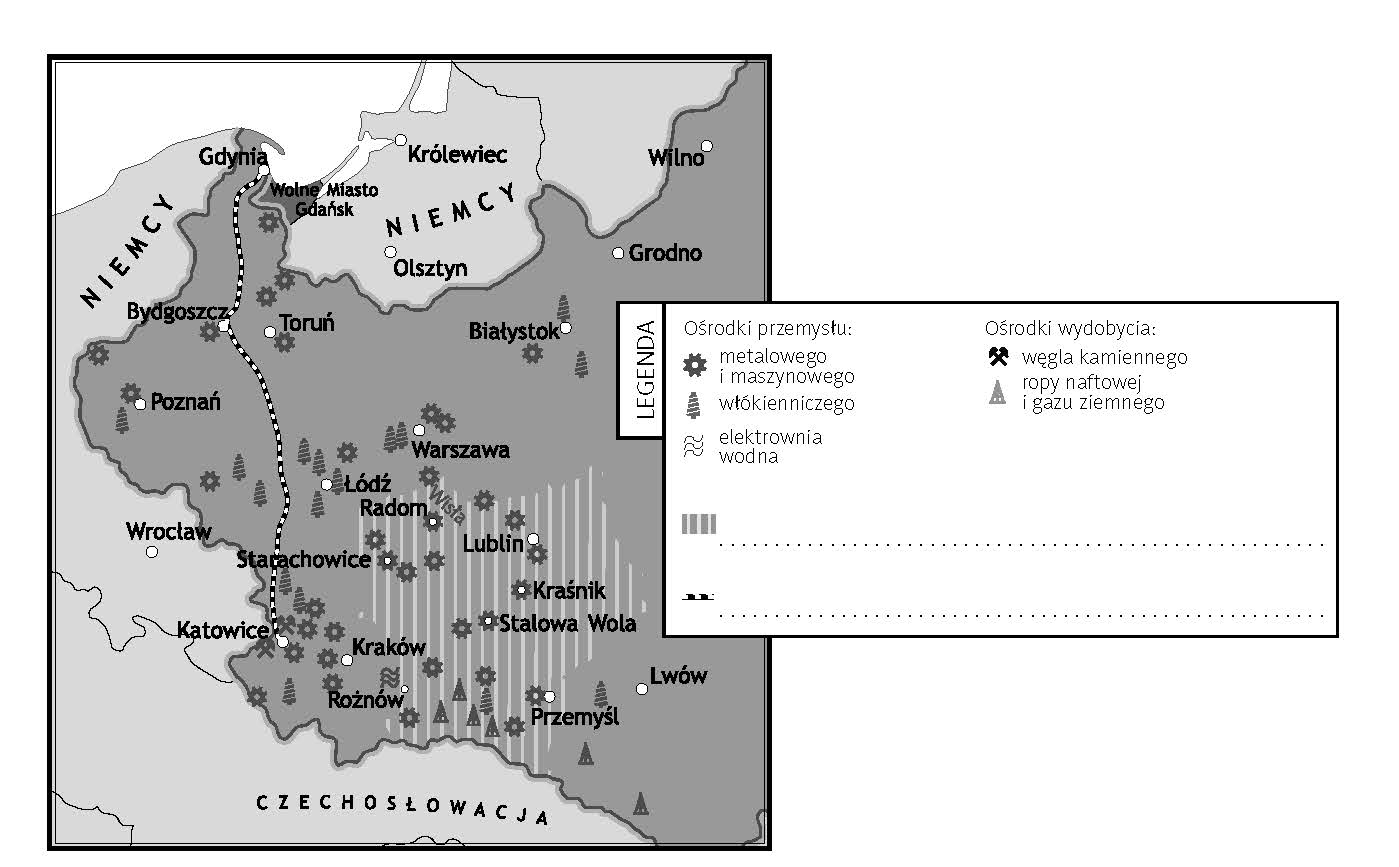 Gdynia
Królewiec
Wilno
Wolne Miasto
Gdańsk
NIEMCY
NIEMCY
Grodno
Olsztyn
Bydgoszcz
Toruń
Białystok
Poznań
Warszawa
Łódź
Radom
Wisła
Wrocław
Lublin
Starachowice
Kraśnik
Stalowa Wola
Katowice
Kraków
Lwów
Rożnów
Przemyśl
CZECHOSŁOWACJA
LEGENDA
Ośrodki przemysłu:
metalowego
i maszynowego
włókienniczego
elektrownia
wodna
Ośrodki wydobycia:
węgla kamiennego
ropy naftowej
i gazu ziemnego